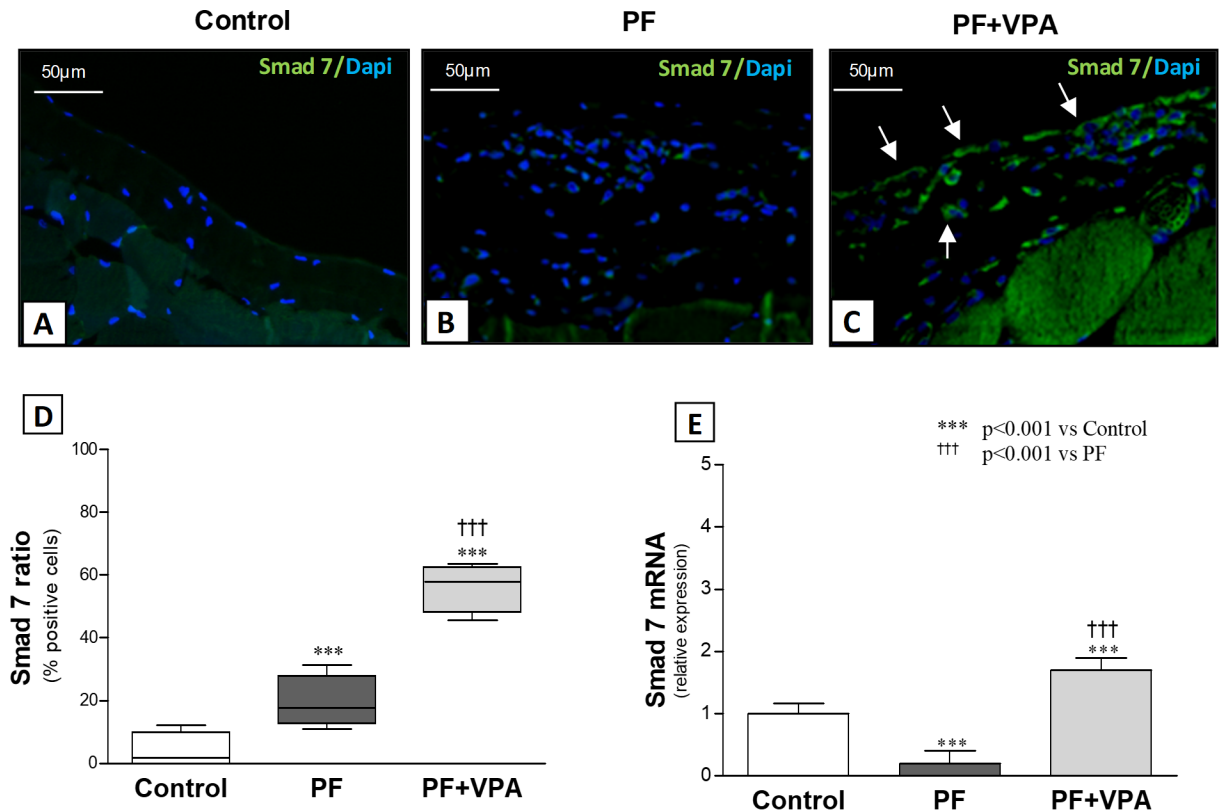 Control
PF
PF+VPA
50µm
Smad 7/Dapi
50µm
Smad 7/Dapi
50µm
Smad 7/Dapi
A
B
C
D
E
*** p<0.001 vs Control
††† p<0.001 vs PF
Smad 7 ratio
(% positive cells)
100
80
60
40
20
0
***
†††
***
Control
PF
PF+VPA
Smad 7 mRNA
(relative expression)
5
4
3
2
1
0
***
†††
***
Control
PF
PF+VPA